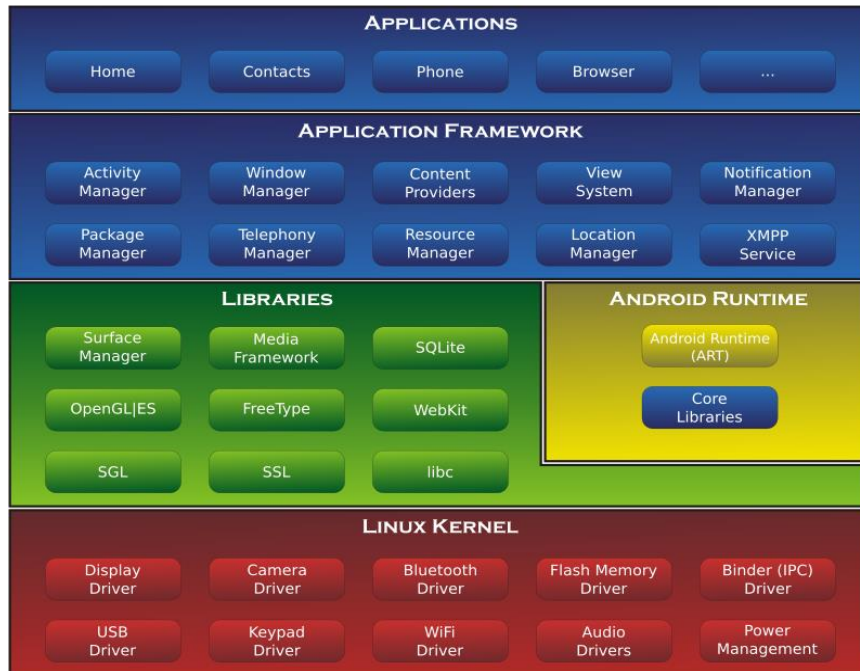 APPLICATIONS
Home
Contacts
Phone
Browser
...
APPLICATION FRAMEWORK
Activity
Manager
Window
Manager
Content
Providers
View
System
Notification
Manager
Package
Manager
Telephony
Manager
Resource
Manager
Location
Manager
XMPP
Service
LIBRARIES
Surface
Manager
Media
Framework
SQLite
OpenGL|ES
FreeType
WebKit
SGL
SSL
libc
ANDROID RUNTIME
Android Runtime
(ART)
Core
Libraries
LINUX KERNEL
Display
Driver
Camera
Driver
Bluetooth
Driver
Flash Memory
Driver
Binder (IPC)
Driver
USB
Driver
Keypad
Driver
WiFi
Driver
Audio
Drivers
Power
Management